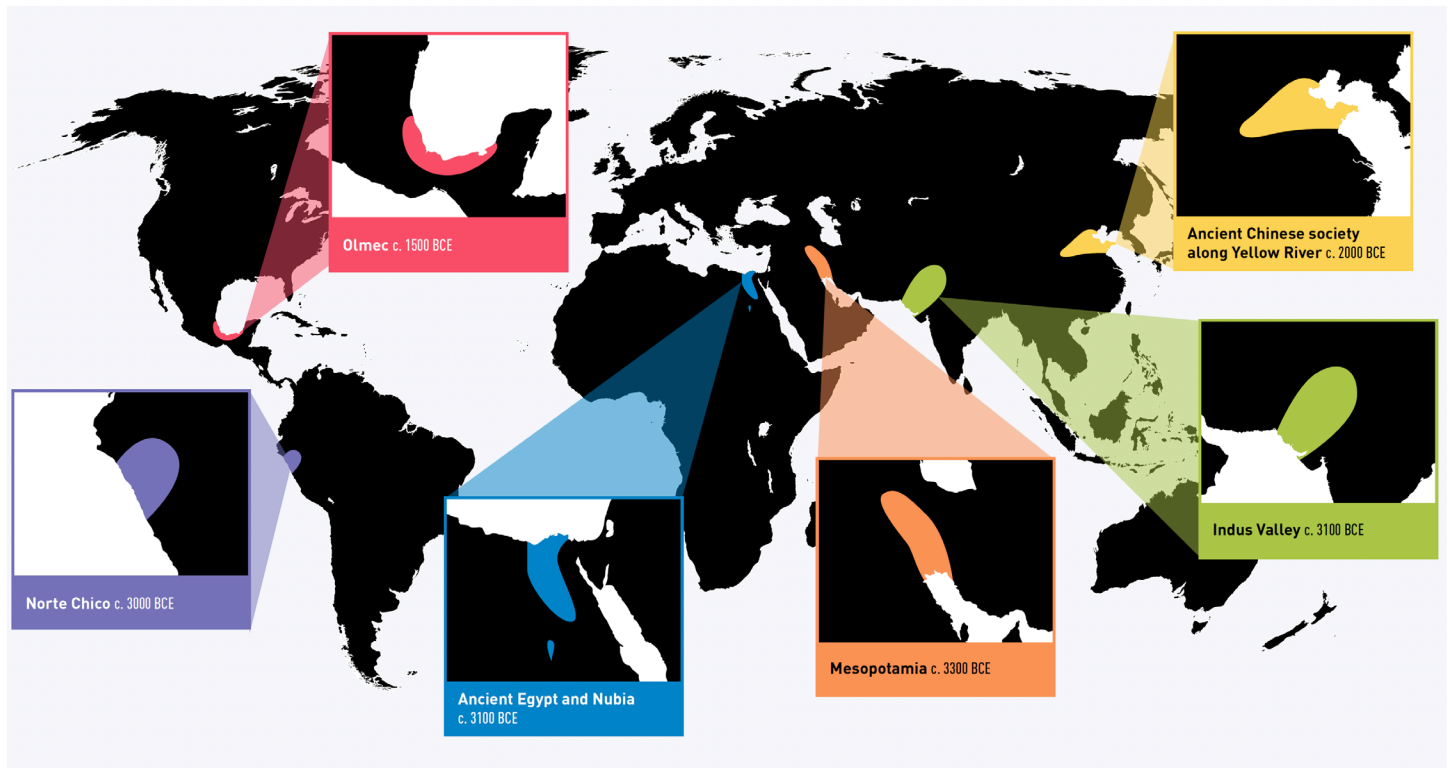 Olmec c. 1500 BCE
Ancient Chinese society
along Yellow River c. 2000 BCE
Norte Chico c. 3000 BCE
Ancient Egypt and Nubia
c. 3100 BCE
Mesopotamia c. 3300 BCE
Indus Valley c. 3100 BCE